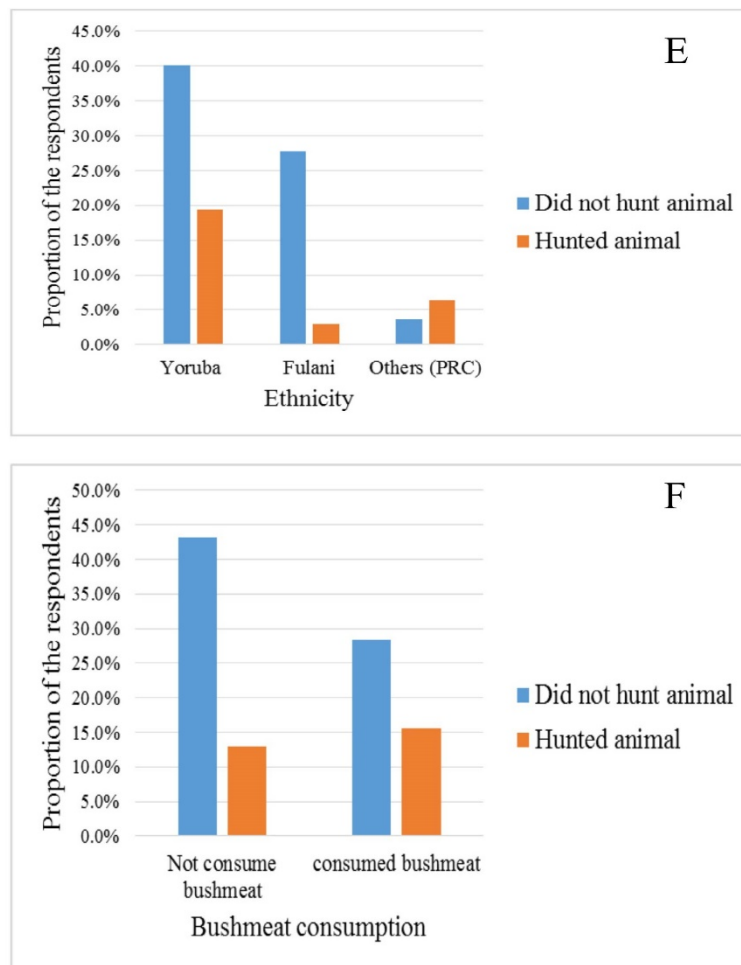 E
Proportion of the respondents
45.0%
40.0%
35.0%
30.0%
25.0%
20.0%
15.0%
10.0%
5.0%
0.0%
Yoruba Fulani Others (PRC)
Ethnicity
Did not hunt animal
Hunted animal
F
Proportion of the respondents
50.0%
45.0%
40.0%
35.0%
30.0%
25.0%
20.0%
15.0%
10.0%
5.0%
0.0%
Not consume
bushmeat
consumed bushmeat
Bushmeat consumption
Did not hunt animal
Hunted animal